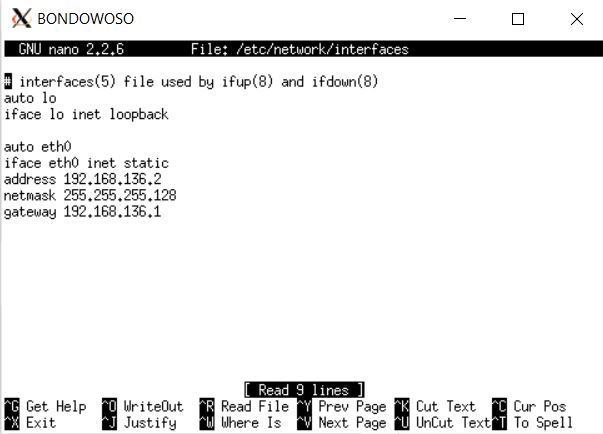 BONDOWOSO
GNU nano 2.2.6 File: /etc/network/interfaces
# interfaces(5) file used by ifup(8) and ifdown(8)
auto lo
iface lo inet loopback
auto eth0
iface eth0 inet static
address 192.168.136.2
netmask 255.255.255.128
gateway 192.168.136.1
[ Read 9 lines ]
^G Get Help ^O WriteOut ^R Read File ^Y Prev Page ^K Cut Text ^C Cur Pos
^X Exit ^J Justify ^W Where Is ^V Next Page ^U UnCut Text ^T To Spell